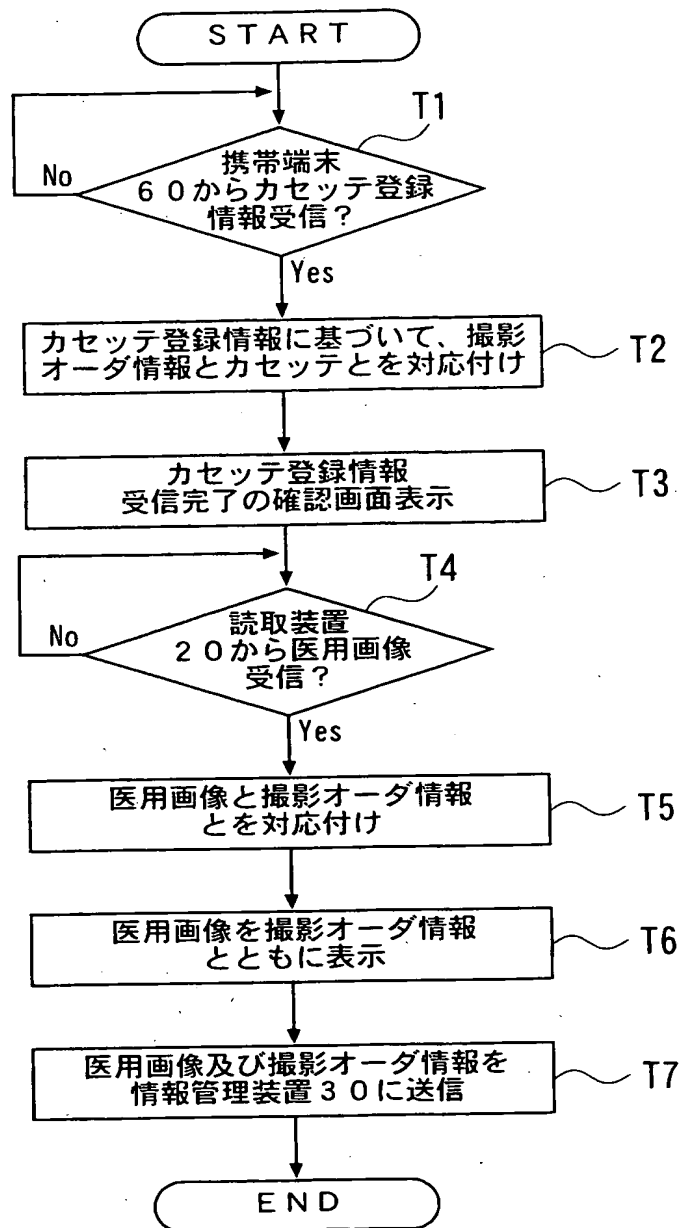 START
T1
携帯端末
60からカセッテ登録
情報受信?
No
Yes
カセッテ登録情報に基づいて、撮影
オーダ情報とカセッテとを対応付け
T2
カセッテ登録情報
受信完了の確認画面表示
T3
T4
読取装置
20から医用画像
受信?
No
Yes
医用画像と撮影オーダ情報
とを対応付け
T5
医用画像を撮影オーダ情報
とともに表示
T6
医用画像及び撮影オーダ情報を
情報管理装置30に送信
T7
END